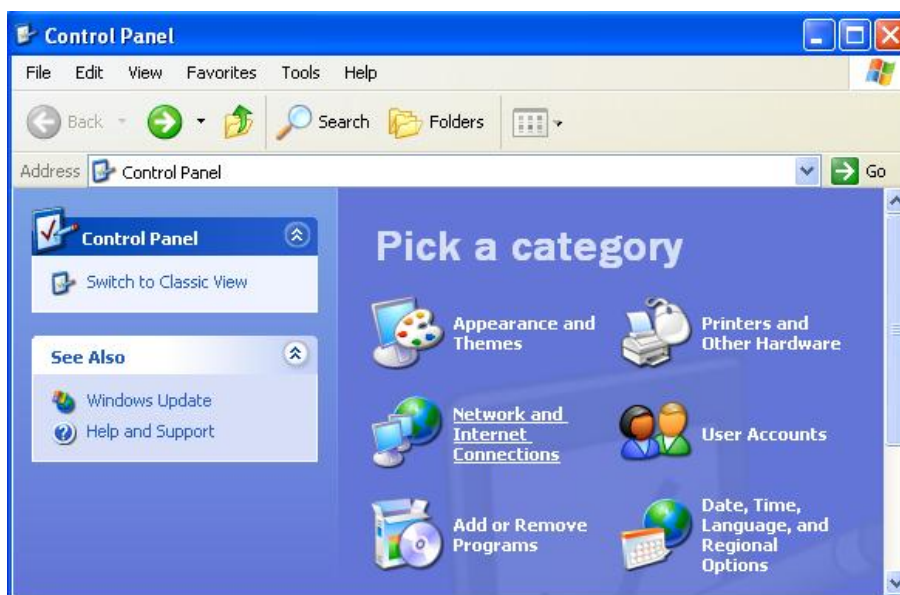 Control Panel
File Edit View Favorites Tools Help
Back Search Folders
Address Control Panel Go
Control Panel
Switch to Classic View
See Also
Windows Update
Help and Support
Pick a category
Appearance and
Themes
Printers and
Other Hardware
Network and
Internet
Connections
User Accounts
Add or Remove
Programs
Date, Time,
Language, and
Regional
Options